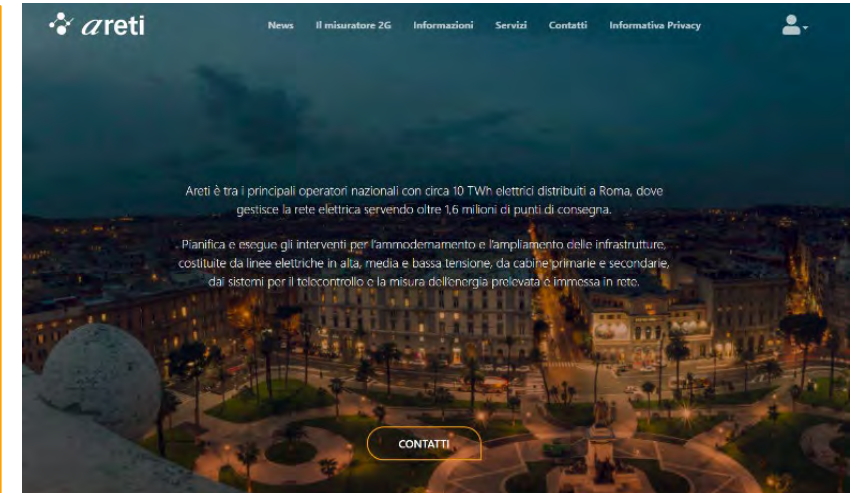 areti
News Il misuratore 2G Informazioni Servizi Contatti Informativa Privacy
Areti è tra i principali operatori nazionali con circa 10 TWh elettrici distribuiti a Roma, dove
gestisce la rete elettrica servendo oltre 1,6 milioni di punti di consegna.
Pianifica e esegue gli interventi per l'ammodernamento e l'ampliamento delle infrastrutture,
costituite da linee elettriche in alta, media e bassa tensione, da cabine primarie e secondarie,
dai sistemi per il telecontrollo e la misura dell'energia prelevata e immessa in rete.
CONTATTI